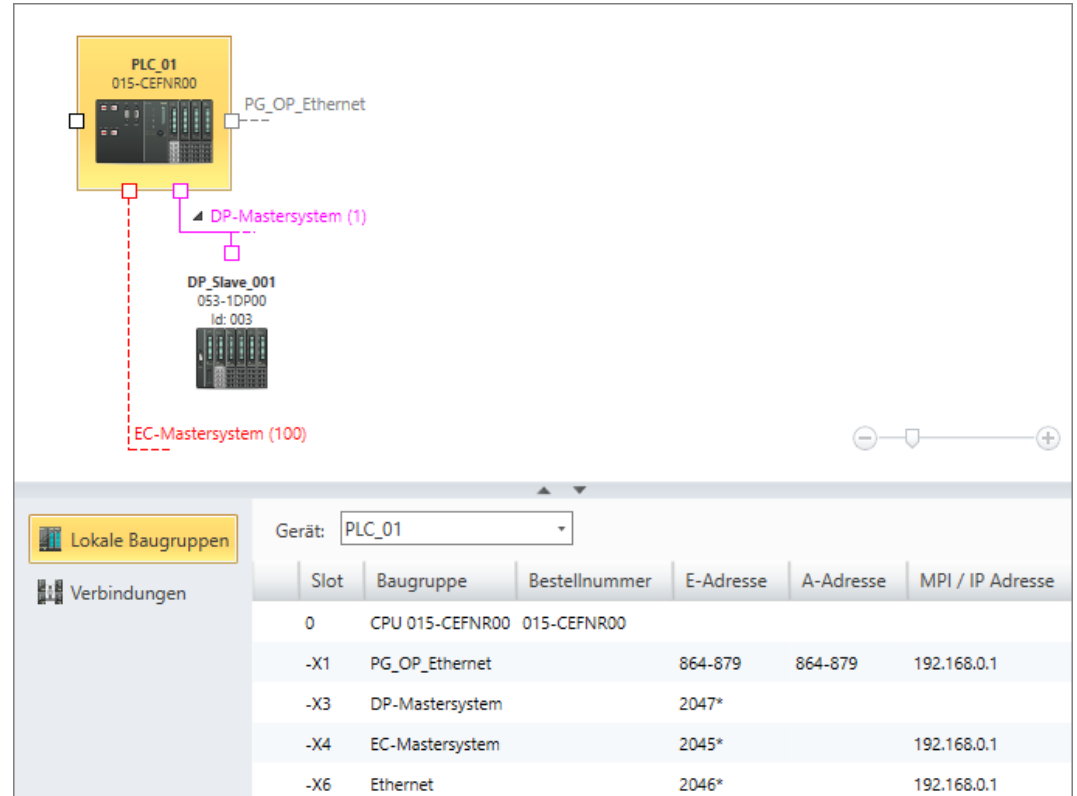 PLC_01
015-CEFNR00
PG_OP_Ethernet
DP-Mastersystem (1)
DP_Slave_001
053-1DP00
Id: 003
EC-Mastersystem (100)
Lokale Baugruppen
Verbindungen
Gerät: PLC_01
Slot Baugruppe Bestellnummer E-Adresse A-Adresse MPI / IP Adresse
0 CPU 015-CEFNR00 015-CEFNR00
-X1 PG_OP_Ethernet 864-879 864-879 192.168.0.1
-X3 DP-Mastersystem 2047*
-X4 EC-Mastersystem 2045* 192.168.0.1
-X6 Ethernet 2046* 192.168.0.1